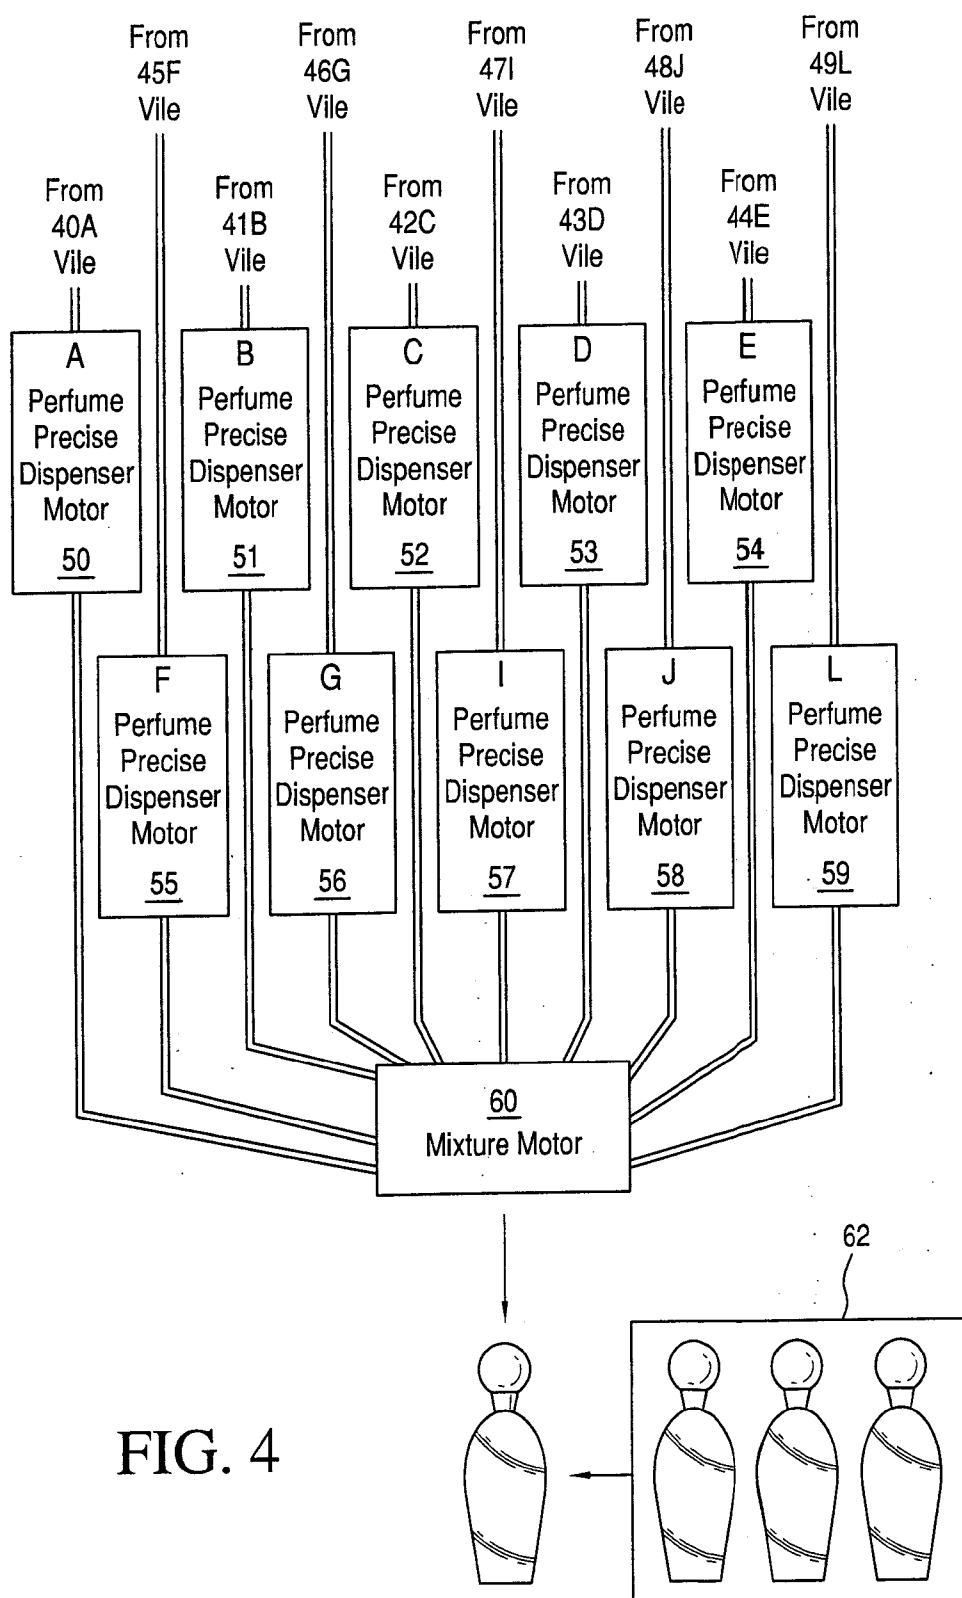 From
45F
Vile
From
46G
Vile
From
47I
Vile
From
48J
Vile
From
49L
Vile
From
40A
Vile
From
41B
Vile
From
42C
Vile
From
43D
Vile
From
44E
Vile
A
Perfume
Precise
Dispenser
Motor
50
B
Perfume
Precise
Dispenser
Motor
51
C
Perfume
Precise
Dispenser
Motor
52
D
Perfume
Precise
Dispenser
Motor
53
E
Perfume
Precise
Dispenser
Motor
54
F
Perfume
Precise
Dispenser
Motor
55
G
Perfume
Precise
Dispenser
Motor
56
I
Perfume
Precise
Dispenser
Motor
57
J
Perfume
Precise
Dispenser
Motor
58
L
Perfume
Precise
Dispenser
Motor
59
60
Mixture Motor
62
FIG. 4